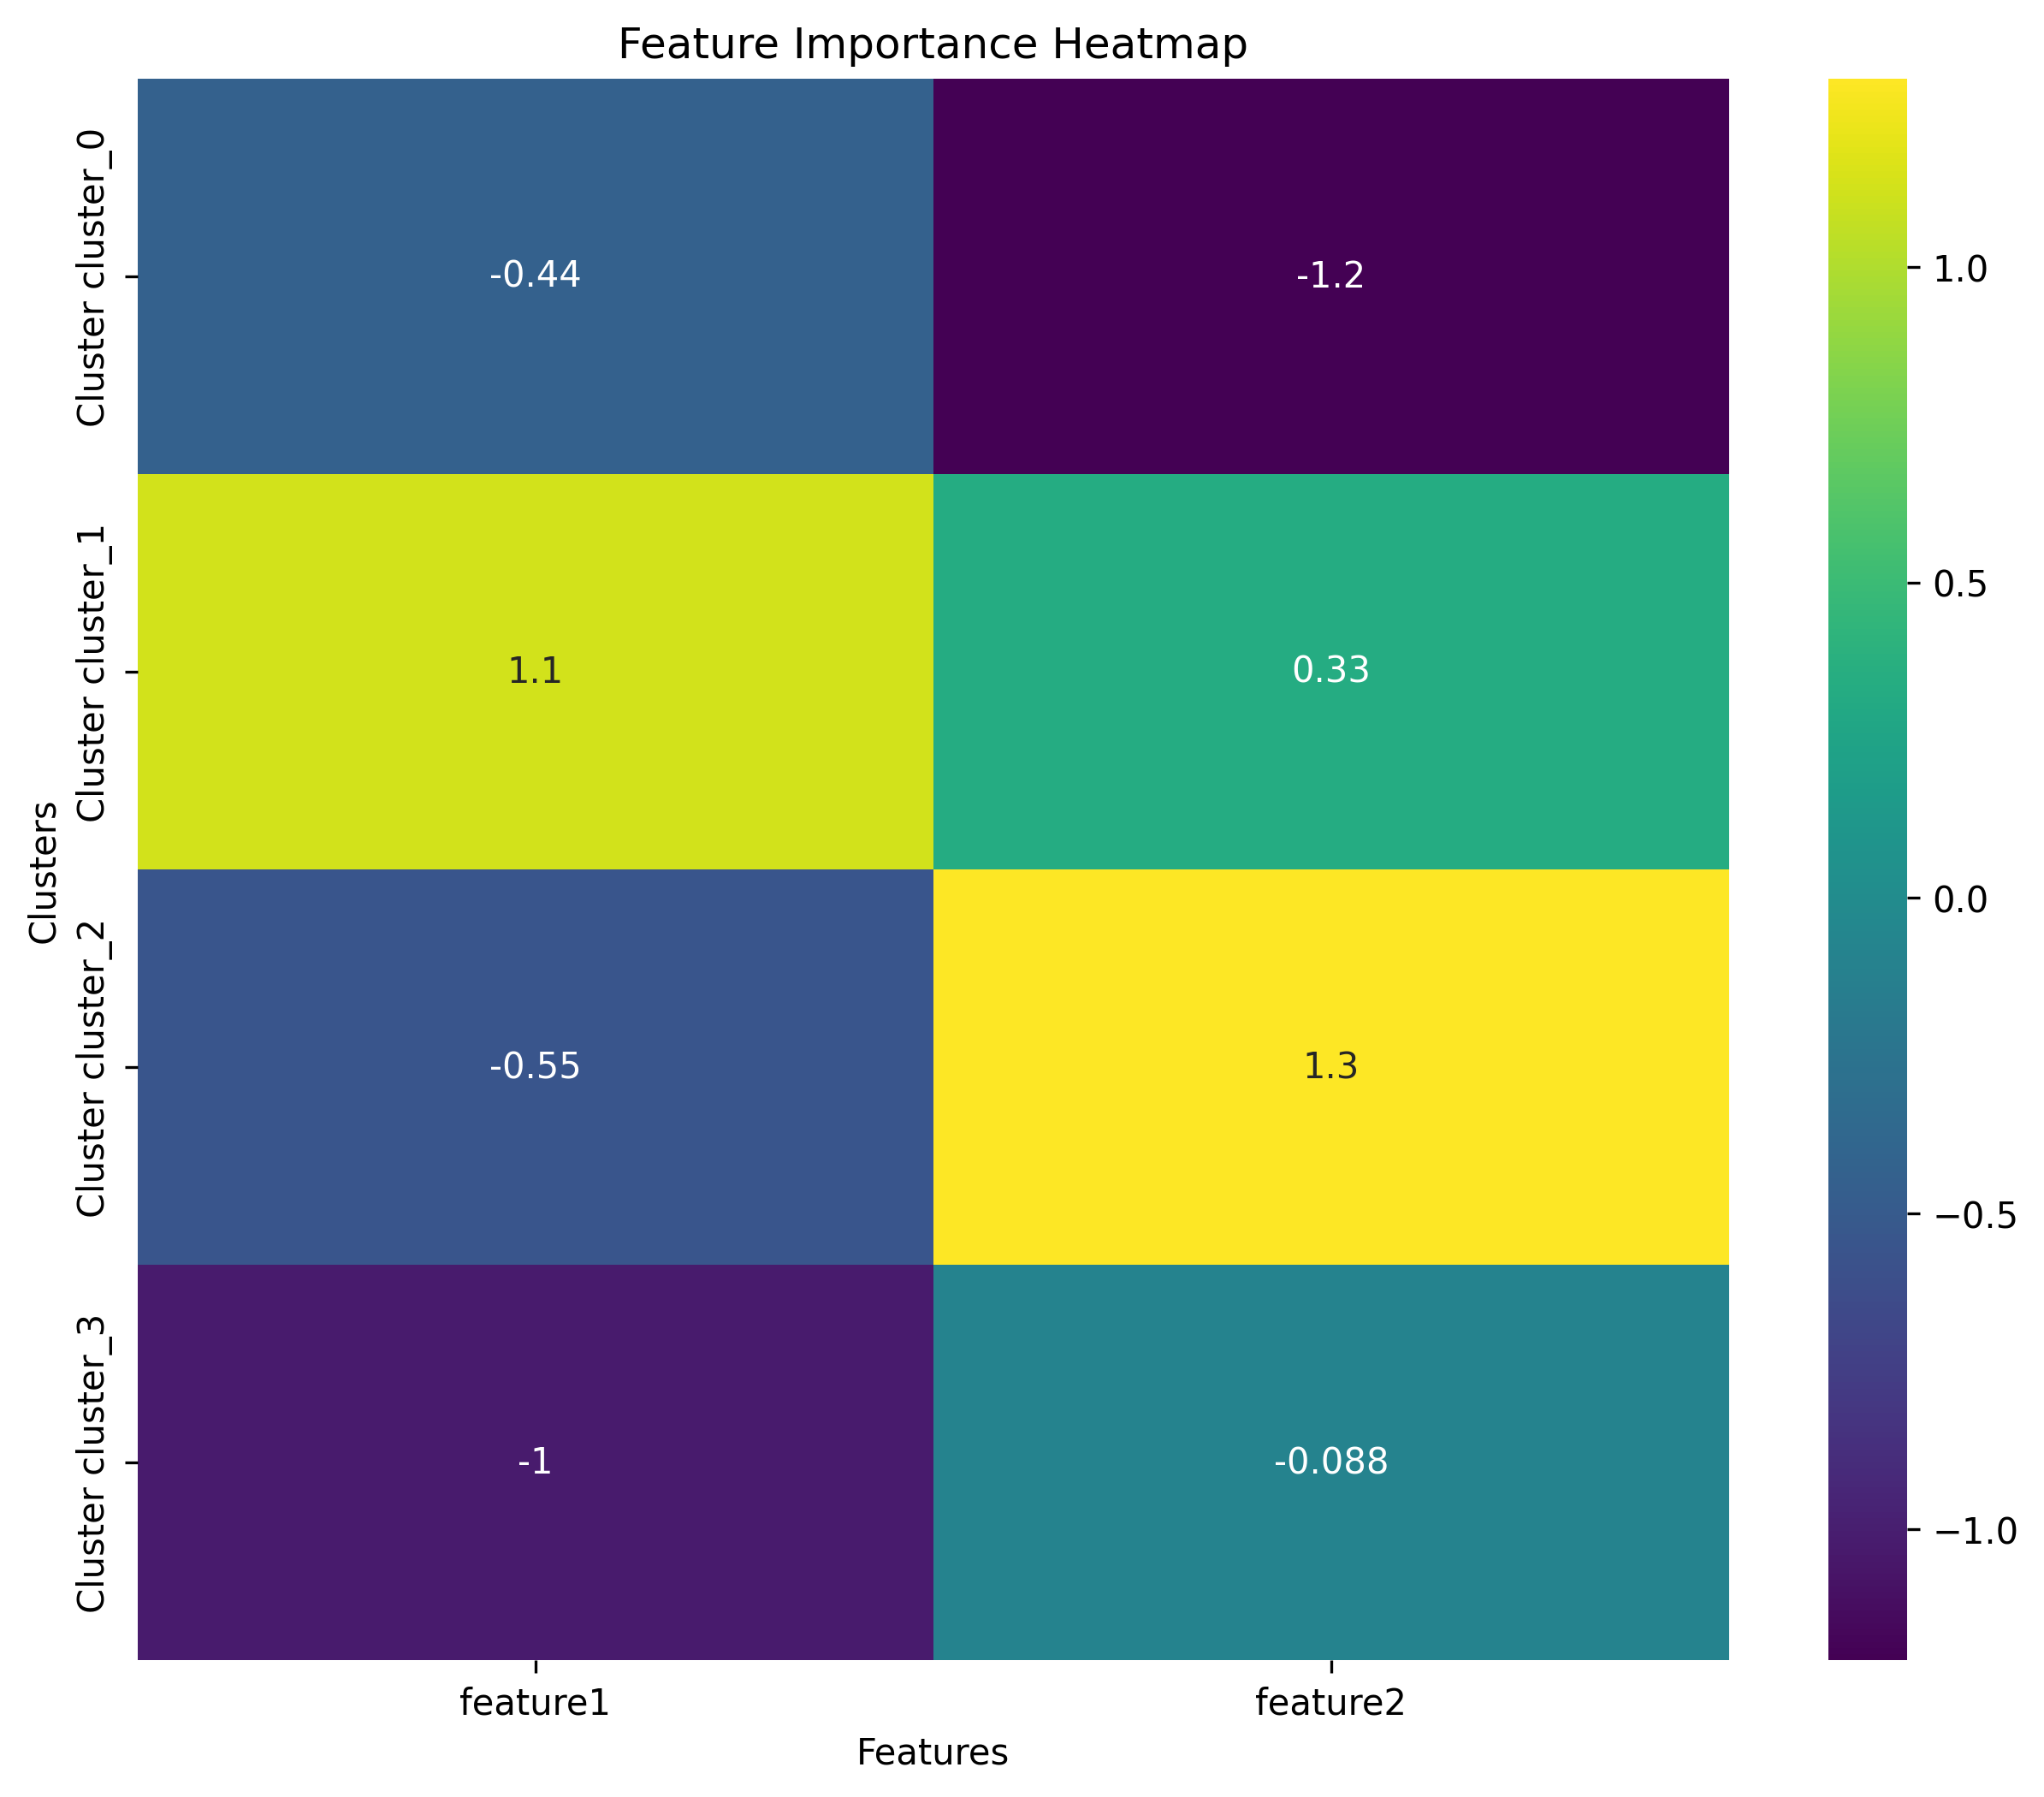 Feature Importance Heatmap
Clusters
Cluster cluster_0
-0.44
-1.2
Cluster cluster_1
1.1
0.33
Cluster cluster_2
-0.55
1.3
Cluster cluster_3
-1
-0.088
feature1
feature2
Features
1.0
0.5
0.0
−0.5
−1.0